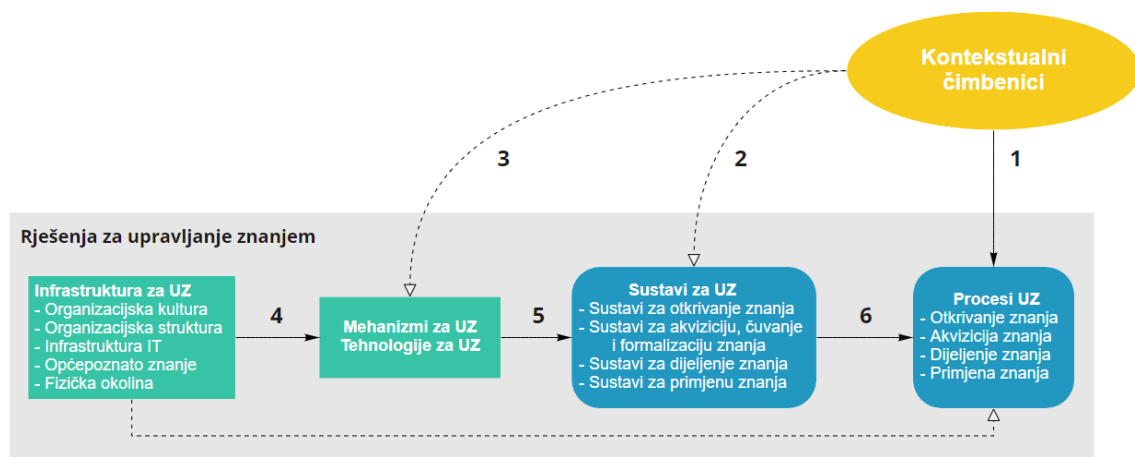 Kontekstualni
čimbenici
3
2
1
Rješenja za upravljanje znanjem
Infrastruktura za UZ
- Organizacijska kultura
- Organizacijska struktura
- Infrastruktura IT
- Općepoznato znanje
- Fizička okolina
4
Mehanizmi za UZ
Tehnologije za UZ
5
Sustavi za UZ
- Sustavi za otkrivanje znanja
- Sustavi za akviziciju, čuvanje
i formalizaciju znanja
- Sustavi za dijeljenje znanja
- Sustavi za primjenu znanja
6
Procesi UZ
- Otkrivanje znanja
- Akvizicija znanja
- Dijeljenje znanja
- Primjena znanja